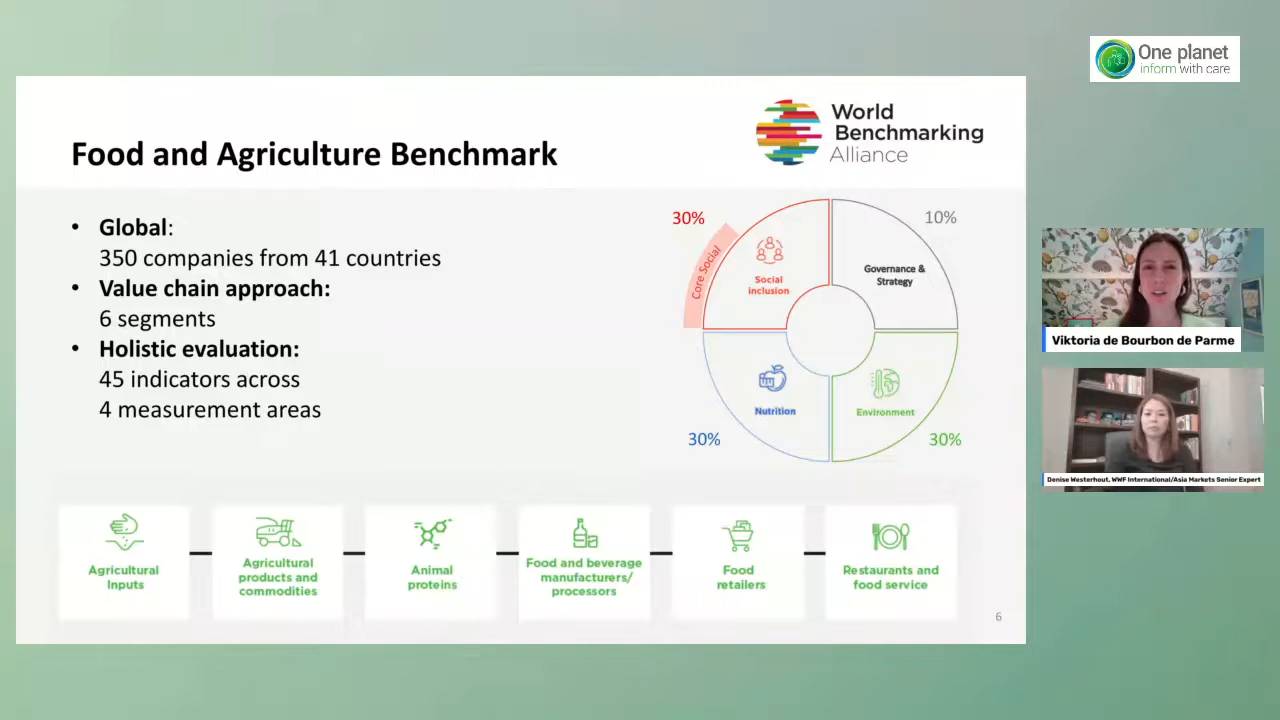 One planet
inform with care
World
Benchmarking
Alliance
Food and Agriculture Benchmark
• Global:
350 companies from 41 countries
• Value chain approach:
6 segments
• Holistic evaluation:
45 indicators across
4 measurement areas
30%
10%
Core Social
Social
inclusion
Governance &
Strategy
Nutrition
Environment
30%
30%
Viktoria de Bourbon de Parme
Denise Westerhout, WWF International/Asia Markets Senior Expert
Agricultural
Inputs
Agricultural
products and
commodities
Animal
proteins
Food and beverage
manufacturers/
processors
Food
retailers
Restaurants and
food service
6